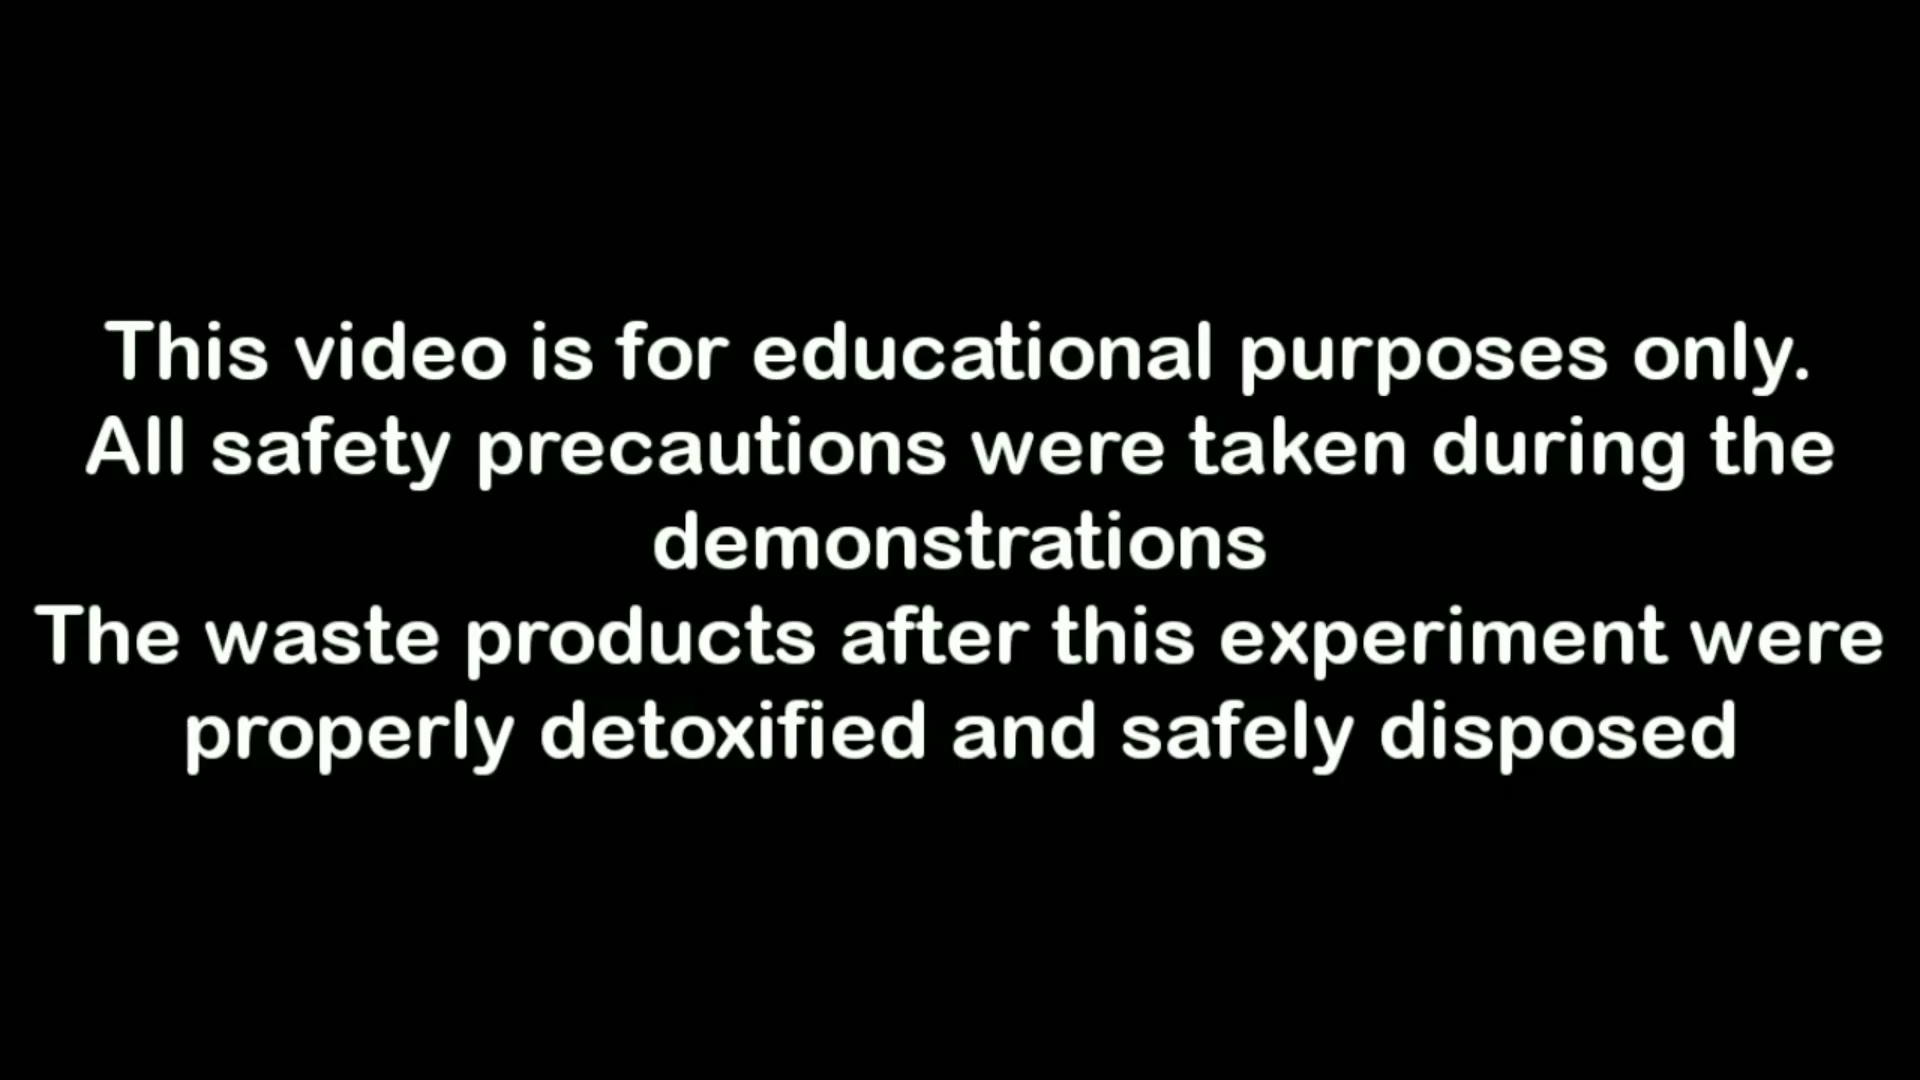 This video is for educational purposes only.
All safety precautions were taken during the
demonstrations
The waste products after this experiment were
properly detoxified and safely disposed